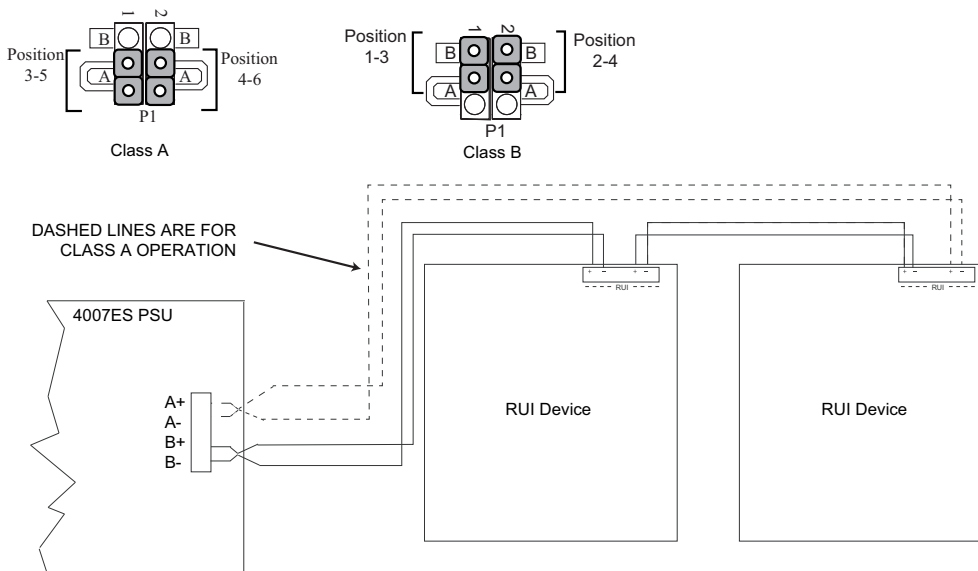 1 2
B B
Position
3-5
A A
Position
4-6
P1
Class A
1 2
Position
1-3
B B
Position
2-4
A A
P1
Class B
DASHED LINES ARE FOR
CLASS A OPERATION
4007ES PSU
A+
A-
B+
B-
+ - + -
RUI
RUI Device
+ - + -
RUI
RUI Device